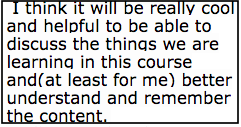 I think it will be really cool
and helpful to be able to
discuss the things we are
learning in this course
and(at least for me) better
understand and remember
the content.